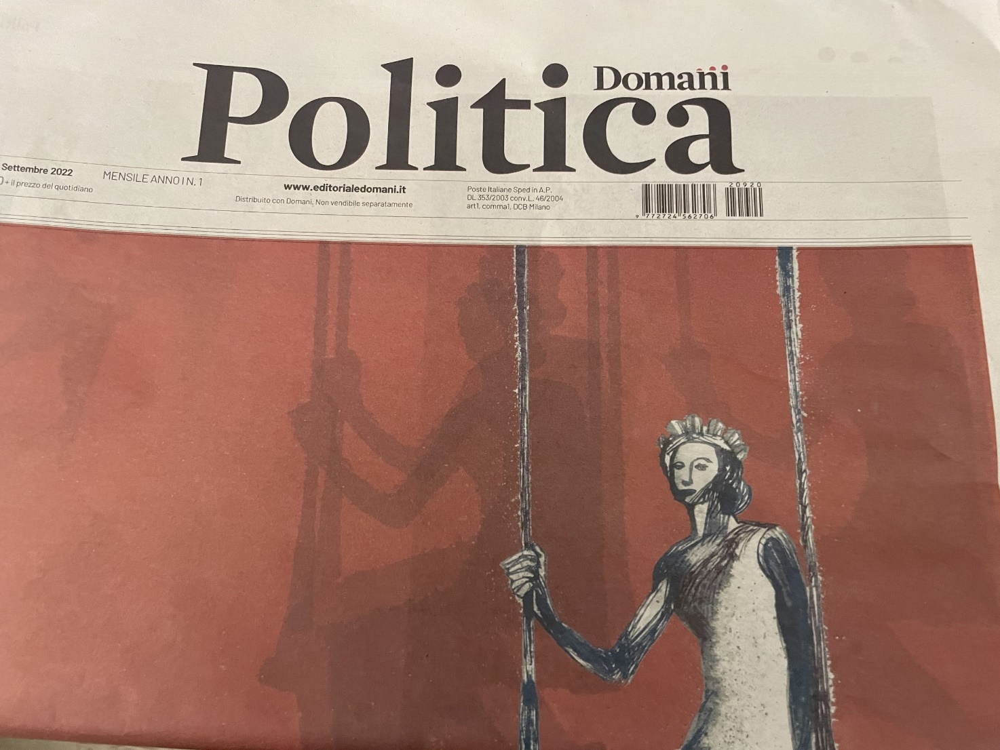 Domani
Politica
Settembre 2022
+ il prezzo del quotidiano
MENSILE ANNO I N. 1
www.editorialedomani.it
Distribuito con Domani. Non vendibile separatamente
Poste Italiane Sped in A.P.
DL 353/2003 conv.L. 46/2004
art1, comma1, DCB Milano
20920
9 772724 562706